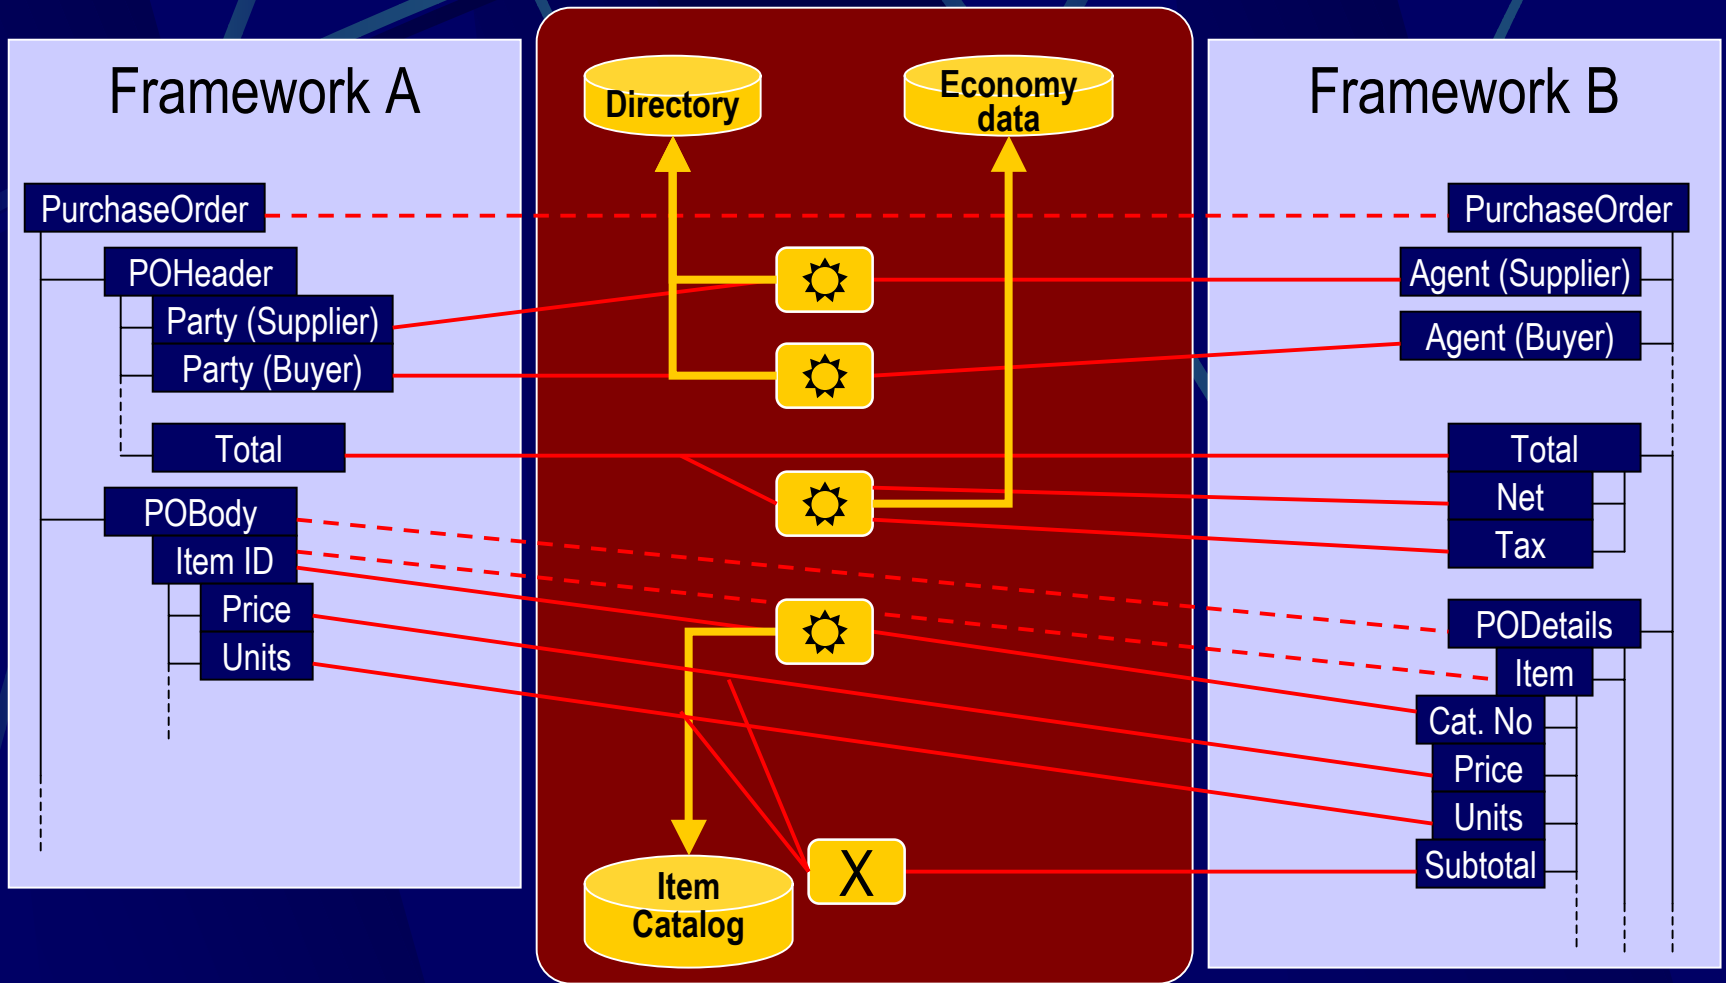 Framework A
PurchaseOrder
POHeader
Party (Supplier)
Party (Buyer)
Total
POBody
Item ID
Price
Units
Directory
Economy
data
Item
Catalog
X
Framework B
PurchaseOrder
Agent (Supplier)
Agent (Buyer)
Total
Net
Tax
PODetails
Item
Cat. No
Price
Units
Subtotal